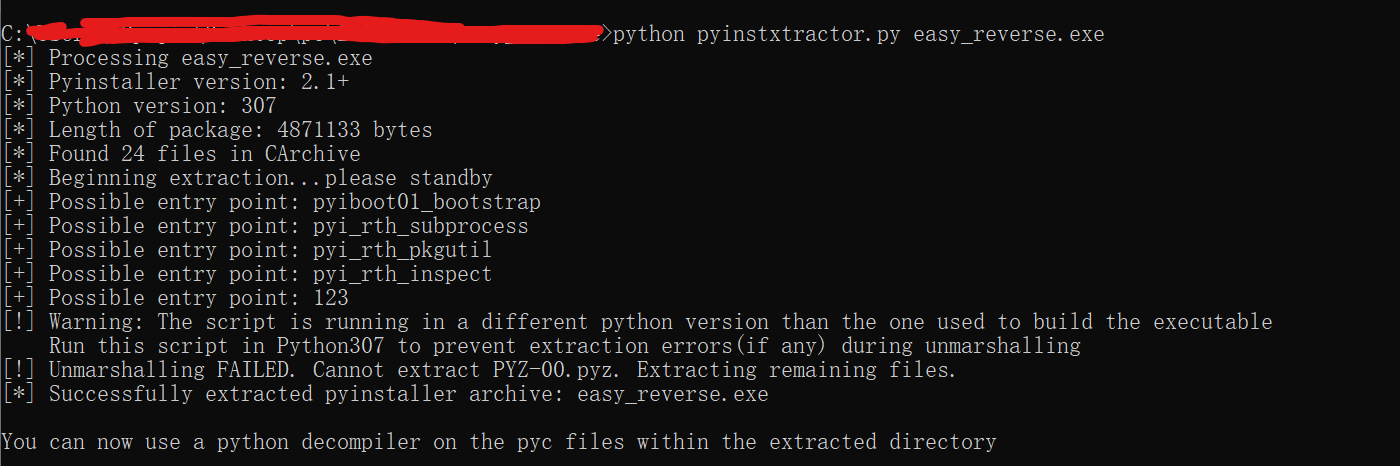 C:\>python pyinstxtractor.py easy_reverse.exe
[*] Processing easy_reverse.exe
[*] Pyinstaller version: 2.1+
[*] Python version: 307
[*] Length of package: 4871133 bytes
[*] Found 24 files in CArchive
[*] Beginning extraction...please standby
[+] Possible entry point: pyiboot01_bootstrap
[+] Possible entry point: pyi_rth_subprocess
[+] Possible entry point: pyi_rth_pkgutil
[+] Possible entry point: pyi_rth_inspect
[+] Possible entry point: 123
[!] Warning: The script is running in a different python version than the one used to build the executable
Run this script in Python307 to prevent extraction errors(if any) during unmarshalling
[!] Unmarshalling FAILED. Cannot extract PYZ-00.pyz. Extracting remaining files.
[*] Successfully extracted pyinstaller archive: easy_reverse.exe
You can now use a python decompiler on the pyc files within the extracted directory